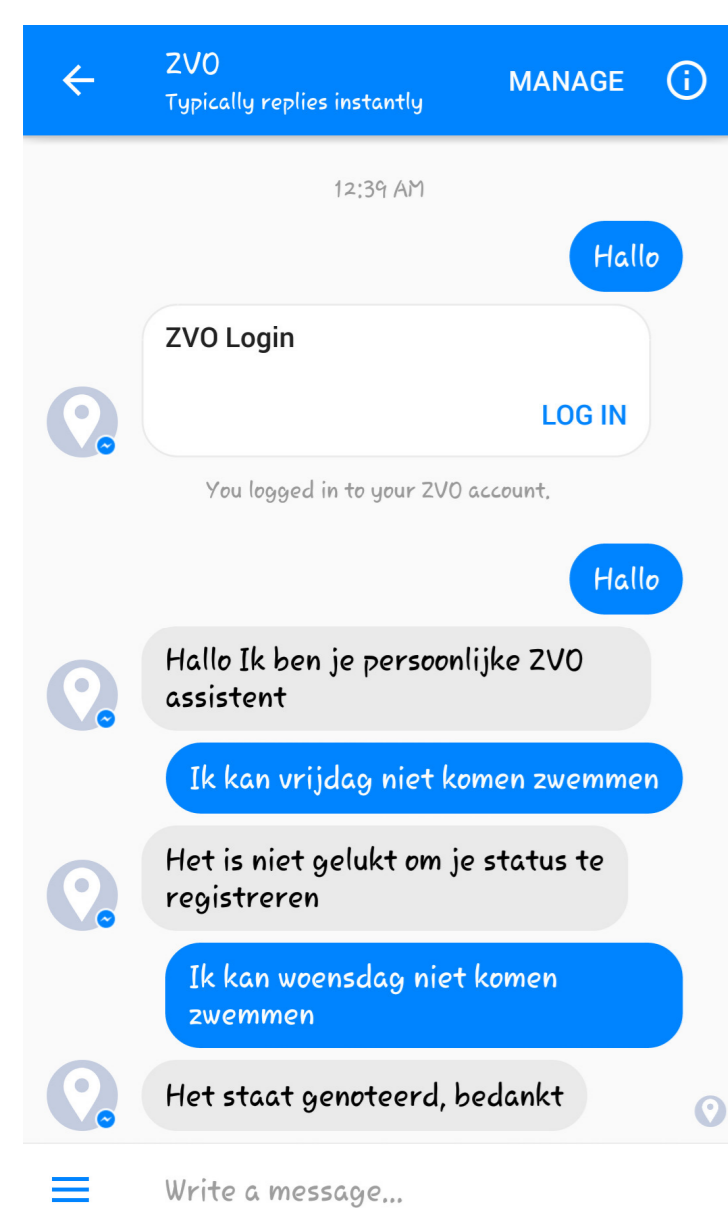 ZVO
Typically replies instantly
MANAGE
12:39 AM
Hallo
ZVO Login
LOG IN
You logged in to your ZVO account.
Hallo
Hallo Ik ben je persoonlijke ZVO
assistent
Ik kan vrijdag niet komen zwemmen
Het is niet gelukt om je status te
registreren
Ik kan woensdag niet komen
zwemmen
Het staat genoteerd, bedankt
Write a message...